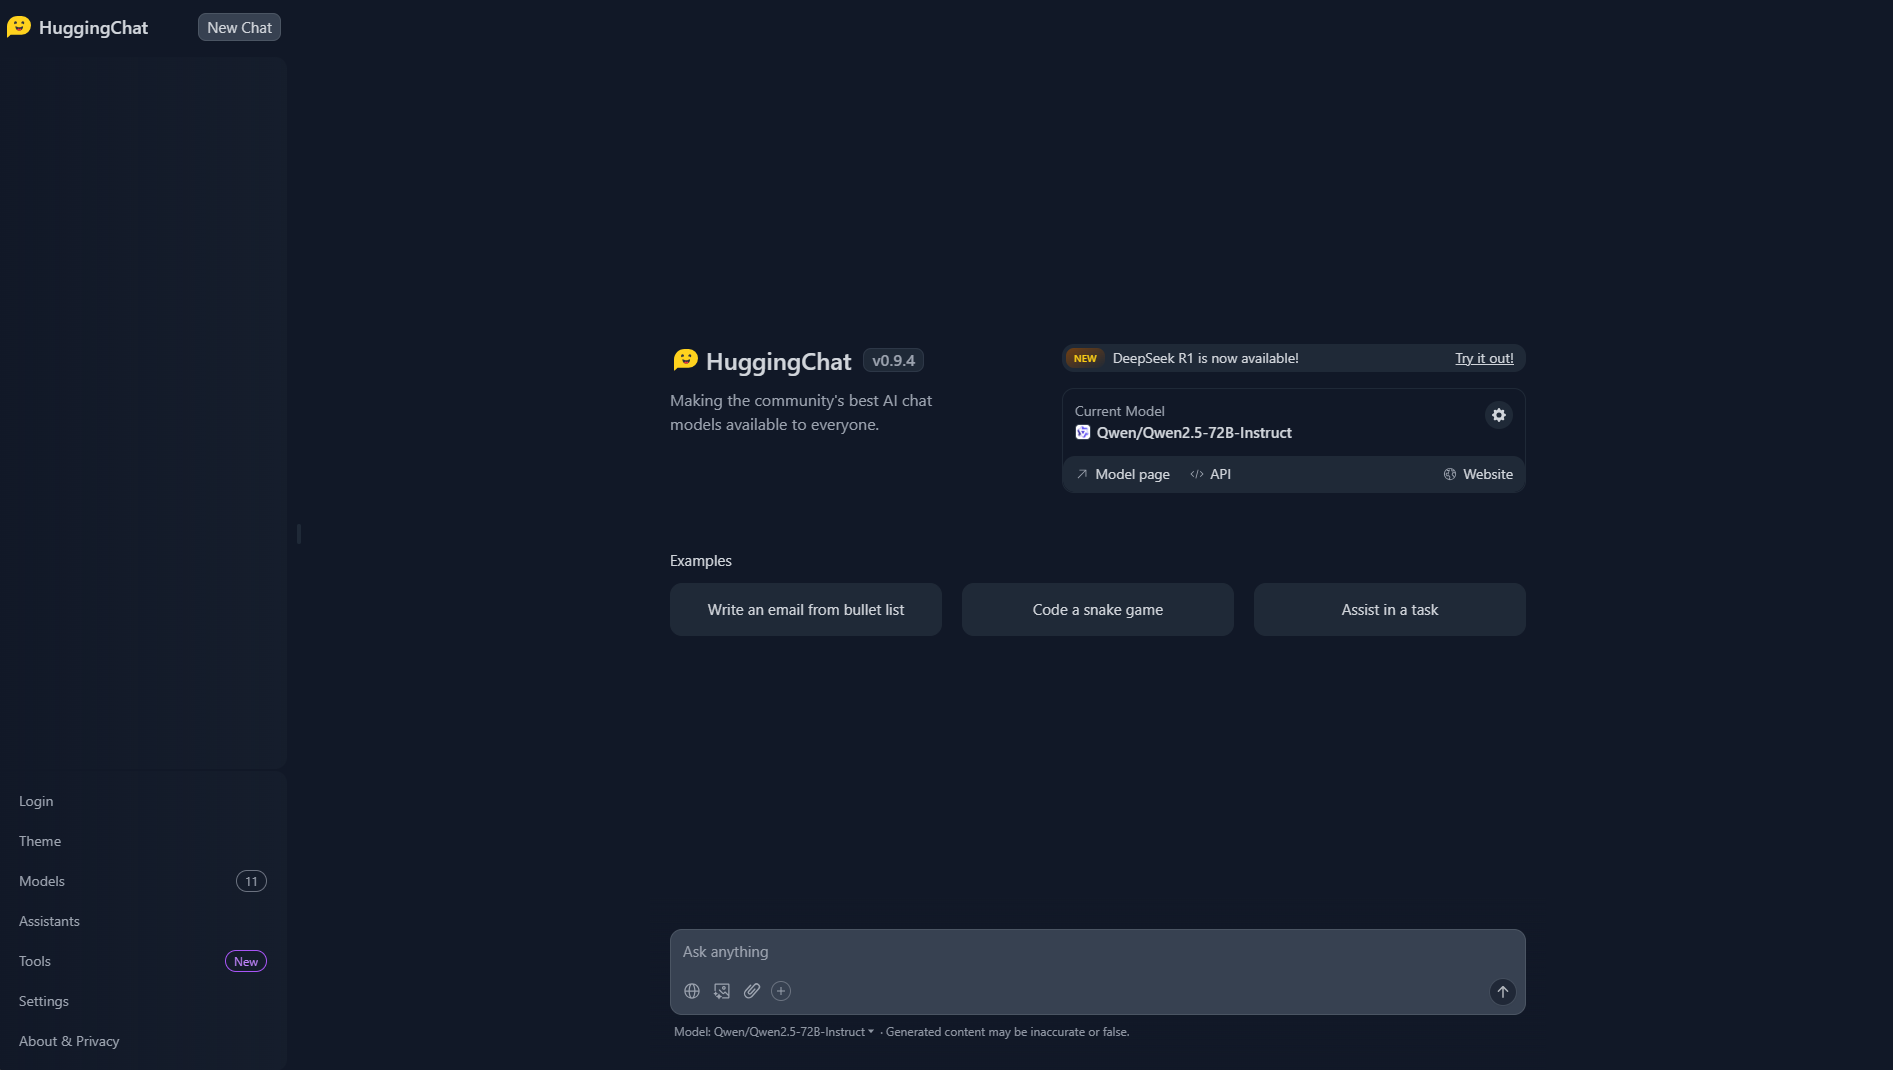 HuggingChat
New Chat
Login
Theme
Models 11
Assistants
Tools New
Settings
About & Privacy
HuggingChat v0.9.4
Making the community's best AI chat
models available to everyone.
NEW DeepSeek R1 is now available! Try it out!
Current Model
Qwen/Qwen2.5-72B-Instruct
Model page </> API Website
Examples
Write an email from bullet list
Code a snake game
Assist in a task
Ask anything
Model: Qwen/Qwen2.5-72B-Instruct · Generated content may be inaccurate or false.